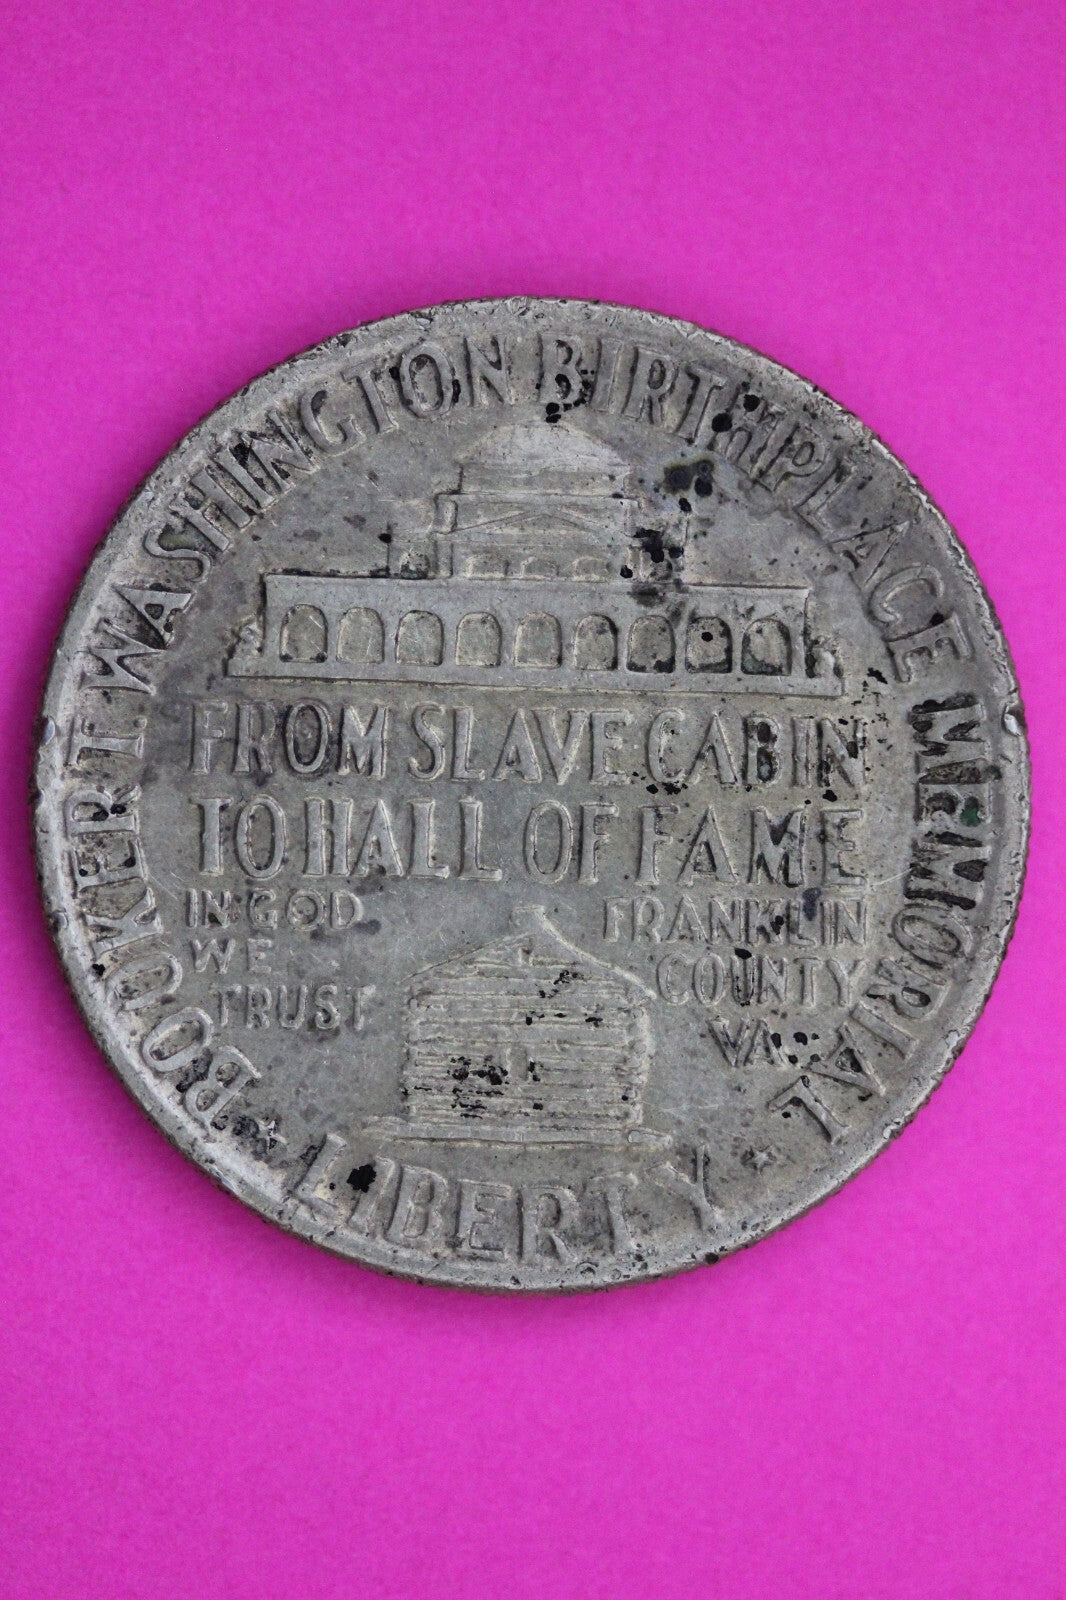 BOOKER T. WASHINGTON BIRTHPLACE MEMORIAL
FROM SLAVE CABIN
TO HALL OF FAME
IN GOD
WE
TRUST
FRANKLIN
COUNTY
VA.
LIBERTY